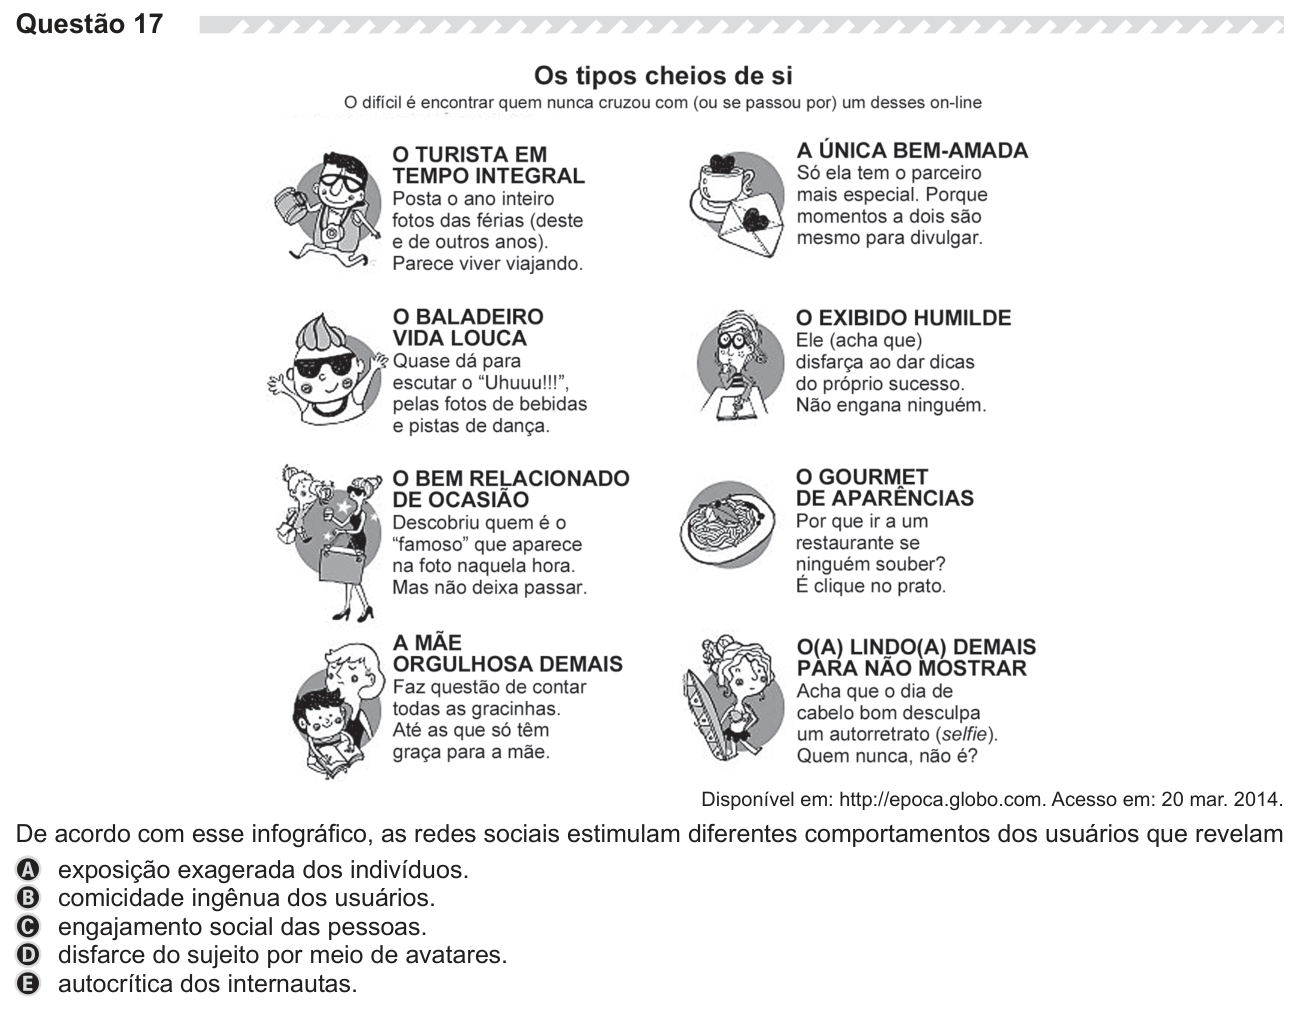 Questão 17
Os tipos cheios de si
O difícil é encontrar quem nunca cruzou com (ou se passou por) um desses on-line
O TURISTA EM
TEMPO INTEGRAL
Posta o ano inteiro
fotos das férias (deste
e de outros anos).
Parece viver viajando.
A ÚNICA BEM-AMADA
Só ela tem o parceiro
mais especial. Porque
momentos a dois são
mesmo para divulgar.
O BALADEIRO
VIDA LOUCA
Quase dá para
escutar o “Uhuuu!!!”,
pelas fotos de bebidas
e pistas de dança.
O EXIBIDO HUMILDE
Ele (acha que)
disfarça ao dar dicas
do próprio sucesso.
Não engana ninguém.
O BEM RELACIONADO
DE OCASIÃO
Descobriu quem é o
“famoso” que aparece
na foto naquela hora.
Mas não deixa passar.
O GOURMET
DE APARÊNCIAS
Por que ir a um
restaurante se
ninguém souber?
É clique no prato.
A MÃE
ORGULHOSA DEMAIS
Faz questão de contar
todas as gracinhas.
Até as que só têm
graça para a mãe.
O(A) LINDO(A) DEMAIS
PARA NÃO MOSTRAR
Acha que o dia de
cabelo bom desculpa
um autorretrato (selfie).
Quem nunca, não é?
Disponível em: http://epoca.globo.com. Acesso em: 20 mar. 2014.
De acordo com esse infográfico, as redes sociais estimulam diferentes comportamentos dos usuários que revelam
A exposição exagerada dos indivíduos.
B comicidade ingênua dos usuários.
C engajamento social das pessoas.
D disfarce do sujeito por meio de avatares.
E autocrítica dos internautas.